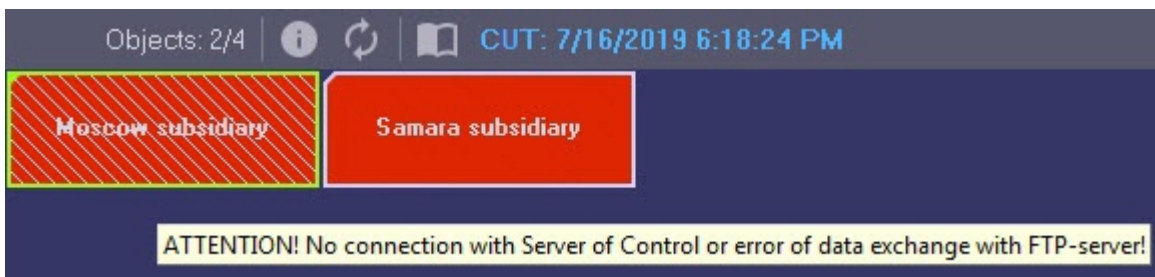 Objects: 2/4 CUT: 7/16/2019 6:18:24 PM
Moscow subsidiary Samara subsidiary
ATTENTION! No connection with Server of Control or error of data exchange with FTP-server!